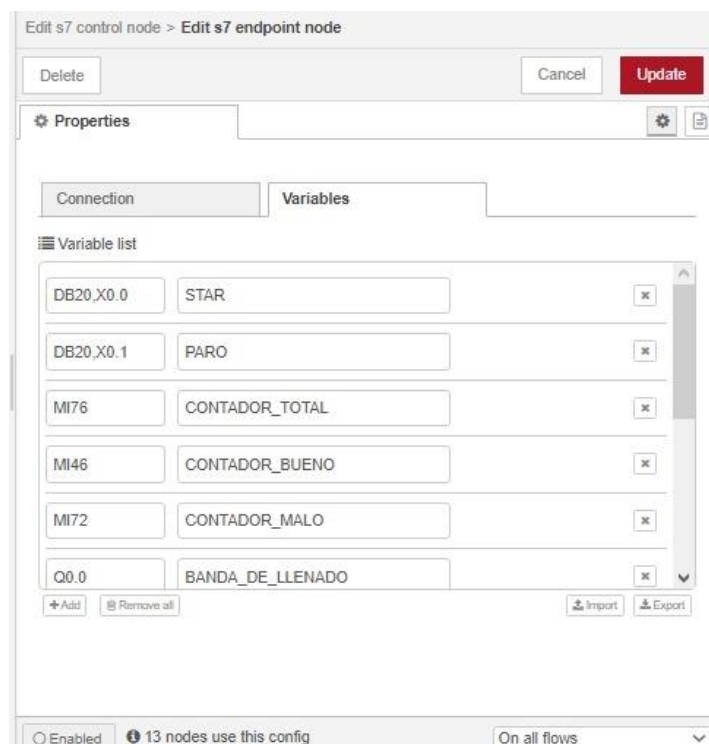 Edit s7 control node > Edit s7 endpoint node
Delete Cancel Update
Properties
Connection Variables
Variable list
DB20,X0.0 STAR
DB20,X0.1 PARO
MI76 CONTADOR_TOTAL
MI46 CONTADOR_BUENO
MI72 CONTADOR_MALO
Q0.0 BANDA_DE_LLENADO
+Add Remove all Import Export
Enabled 13 nodes use this config On all flows